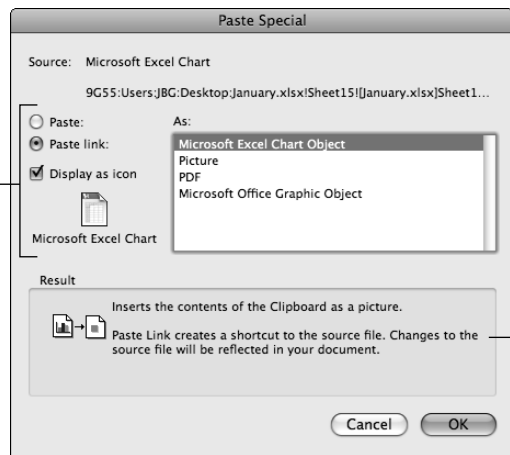 Paste Special
Source: Microsoft Excel Chart
9G55:Users:JBG:Desktop:January.xlsx!Sheet15![January.xlsx]Sheet1...
Paste:
Paste link:
Display as icon
Microsoft Excel Chart
As:
Microsoft Excel Chart Object
Picture
PDF
Microsoft Office Graphic Object
Result
Inserts the contents of the Clipboard as a picture.
Paste Link creates a shortcut to the source file. Changes to the
source file will be reflected in your document.
Cancel OK